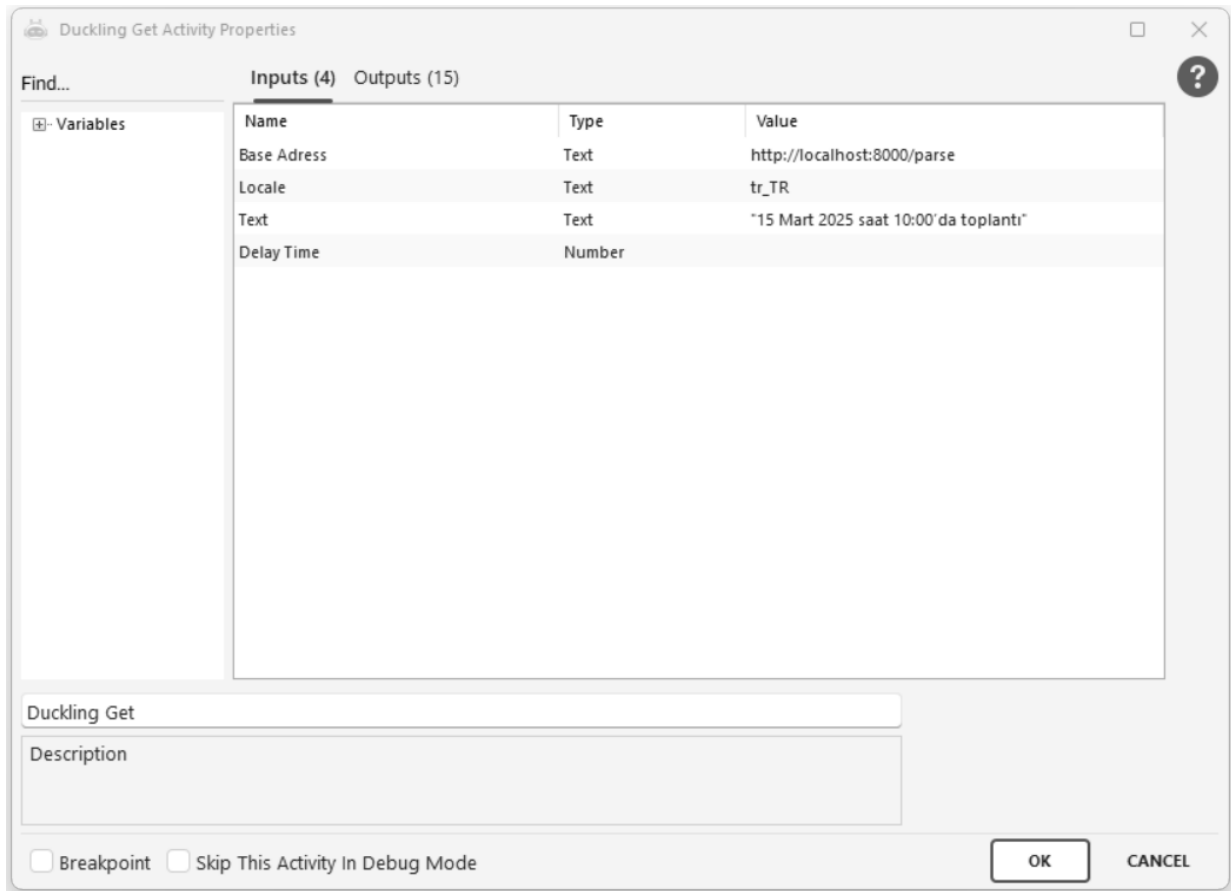 Duckling Get Activity Properties
Find...
Inputs (4) Outputs (15)
?
Variables
Name Type Value
Base Adress Text http://localhost:8000/parse
Locale Text tr_TR
Text Text "15 Mart 2025 saat 10:00'da toplantı"
Delay Time Number
Duckling Get
Description
Breakpoint Skip This Activity In Debug Mode OK CANCEL